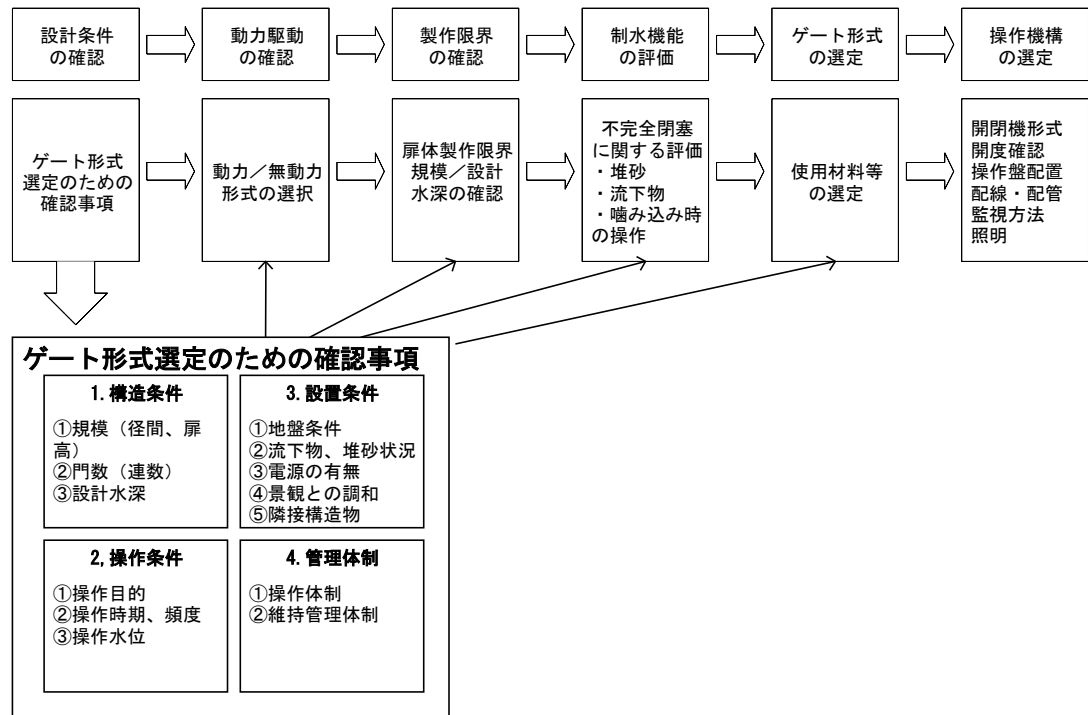 設計条件
の確認
動力駆動
の確認
製作限界
の確認
制水機能
の評価
ゲート形式
の選定
操作機構
の選定
ゲート形式
選定のための
確認事項
動力／無動力
形式の選択
扉体製作限界
規模／設計
水深の確認
不完全閉塞
に関する評価
・堆砂
・流下物
・噛み込み時
の操作
使用材料等
の選定
開閉機形式
開度確認
操作盤配置
配線・配管
監視方法
照明
ゲート形式選定のための確認事項
1.構造条件
①規模（径間、扉
高）
②門数（連数）
③設計水深
3.設置条件
①地盤条件
②流下物、堆砂状況
③電源の有無
④景観との調和
⑤隣接構造物
2,操作条件
①操作目的
②操作時期、頻度
③操作水位
4.管理体制
①操作体制
②維持管理体制